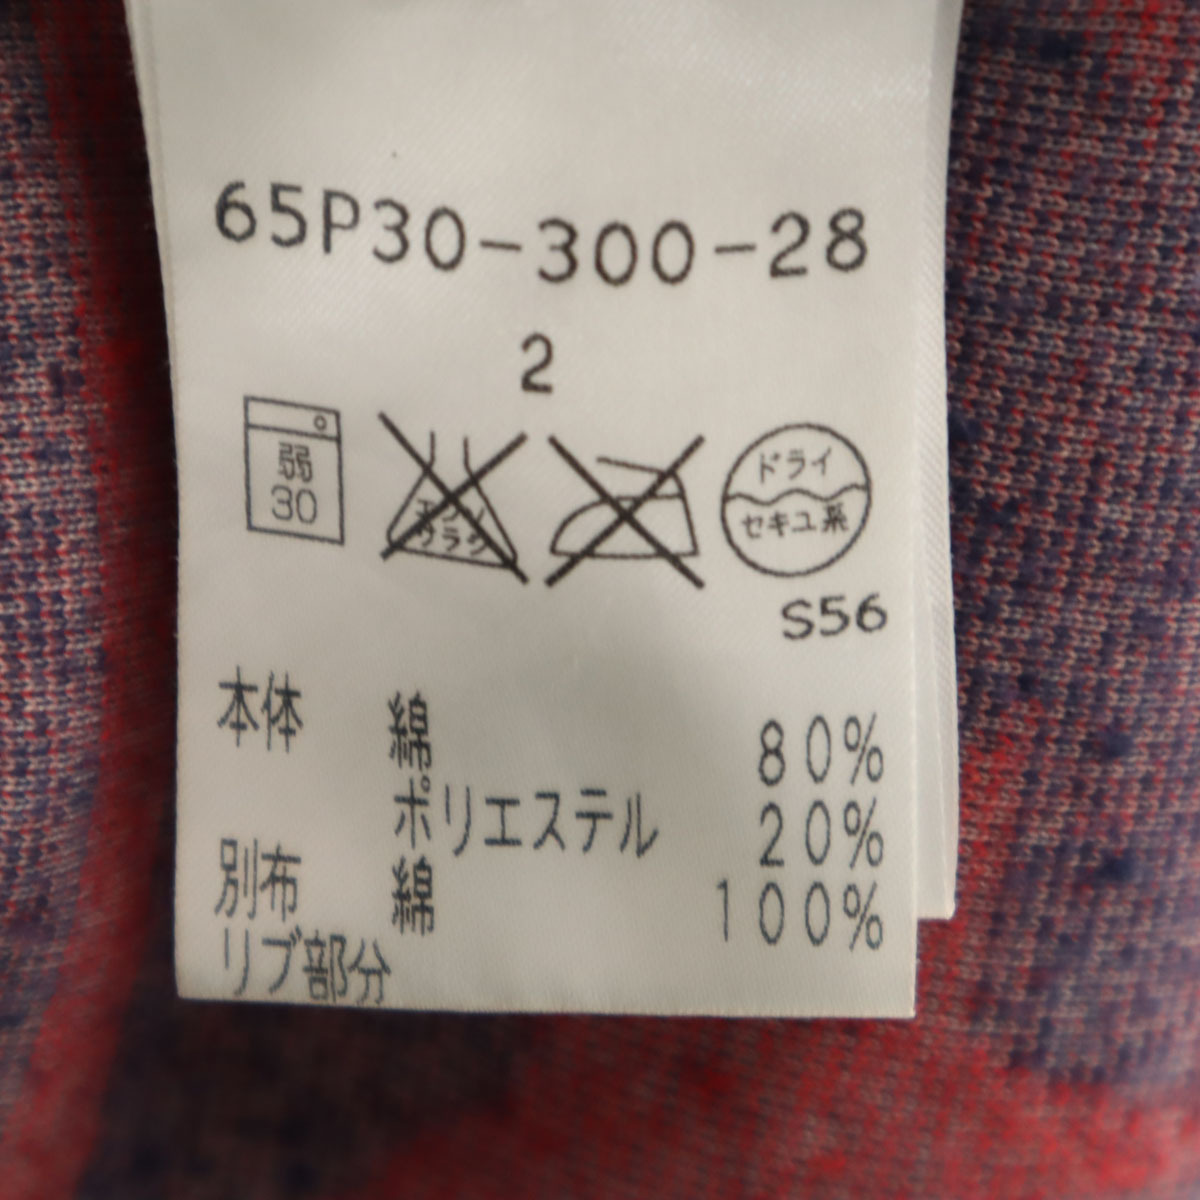 65P30-300-28
2
弱
30
エンソ
サラシ
ドライ
セキユ系
S56
本体 綿 80%
ポリエステル 20%
別布 綿 100%
リブ部分